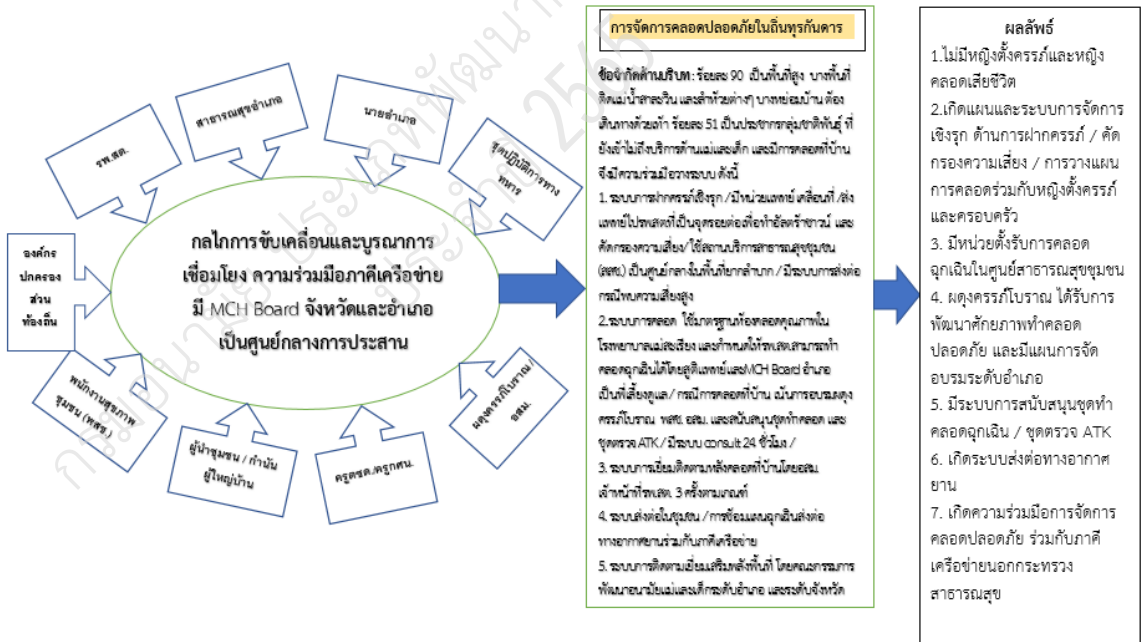 รพ.สต.
สาธารณสุขอำเภอ
นายอำเภอ
ชุดปฏิบัติการทาง
ทหาร
องค์กร
ปกครอง
ส่วน
ท้องถิ่น
กลไกการขับเคลื่อนและบูรณาการ
เชื่อมโยง ความร่วมมือภาคีเครือข่าย
มี MCH Board จังหวัดและอำเภอ
เป็นศูนย์กลางการประสาน
พนักงานสุขภาพ
ชุมชน (พสช.)
ผู้นำชุมชน / กำนัน
ผู้ใหญ่บ้าน
ครูตชด./ครูกศน.
ผดุงครรภ์โบราณ /
อสม.
การจัดการคลอดปลอดภัยในถิ่นทุรกันดาร
ข้อจำกัดด้านบริบท: ร้อยละ 90 เป็นพื้นที่สูง บางพื้นที่
ติดแม่น้ำสาละวิน และลำห้วยต่างๆ บางหย่อมบ้าน ต้อง
เดินทางด้วยเท้า ร้อยละ 51 เป็นประชากรกลุ่มชาติพันธุ์ ที่
ยังเข้าไม่ถึงบริการด้านแม่และเด็ก และมีการคลอดที่บ้าน
จึงมีความร่วมมือวางระบบ ดังนี้
1. ระบบการฝากครรภ์เชิงรุก / มีหน่วยแพทย์ เคลื่อนที่ /ส่ง
แพทย์ไปรพสตที่เป็นจุดรอยต่อเพื่อทำอัลตร้าซาวน์ และ
คัดกรองความเสี่ยง/ ใช้สถานบริการสาธารณสุขชุมชน
(สสช.) เป็นศูนย์กลางในพื้นที่ยากลำบาก / มีระบบการส่งต่อ
กรณีพบความเสี่ยงสูง
2.ระบบการคลอด ใช้มาตรฐานห้องคลอดคุณภาพใน
โรงพยาบาลแม่สะเรียง และกำหนดให้รพ.สต.สามารถทำ
คลอดฉุกเฉินได้โดยสูติแพทย์และMCH Board อำเภอ
เป็นพี่เลี้ยงดูแล / กรณีการคลอดที่บ้าน เน้นการอบรมผดุง
ครรภ์โบราณ พสช. อสม. และสนับสนุนชุดทำคลอด และ
ชุดตรวจ ATK / มีระบบ consult 24 ชั่วโมง /
3. ระบบการเยี่ยมติดตามหลังคลอดที่บ้านโดยอสม.
เจ้าหน้าที่รพ.สต. 3 ครั้งตามเกณฑ์
4. ระบบส่งต่อในชุมชน / การซ้อมแผนฉุกเฉินส่งต่อ
ทางอากาศยานร่วมกับภาคีเครือข่าย
5. ระบบการติดตามเยี่ยมเสริมพลังพื้นที่ โดยคณะกรรมการ
พัฒนาอนามัยแม่และเด็กระดับอำเภอ และระดับจังหวัด
ผลลัพธ์
1.ไม่มีหญิงตั้งครรภ์และหญิง
คลอดเสียชีวิต
2.เกิดแผนและระบบการจัดการ
เชิงรุก ด้านการฝากครรภ์ / คัด
กรองความเสี่ยง / การวางแผน
การคลอดร่วมกับหญิงตั้งครรภ์
และครอบครัว
3. มีหน่วยตั้งรับการคลอด
ฉุกเฉินในศูนย์สาธารณสุขชุมชน
4. ผดุงครรภ์โบราณ ได้รับการ
พัฒนาศักยภาพทำคลอด
ปลอดภัย และมีแผนการจัด
อบรมระดับอำเภอ
5. มีระบบการสนับสนุนชุดทำ
คลอดฉุกเฉิน / ชุดตรวจ ATK
6. เกิดระบบส่งต่อทางอากาศ
ยาน
7. เกิดความร่วมมือการจัดการ
คลอดปลอดภัย ร่วมกับภาคี
เครือข่ายนอกกระทรวง
สาธารณสุข